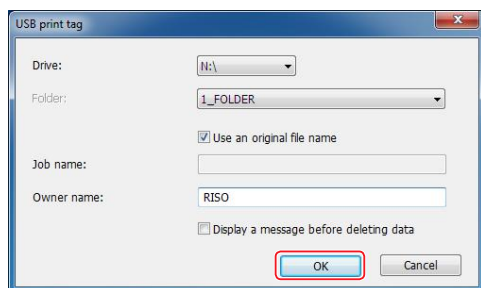 USB print tag
Drive: N:\
Folder: 1_FOLDER
Use an original file name
Job name:
Owner name: RISO
Display a message before deleting data
OK Cancel